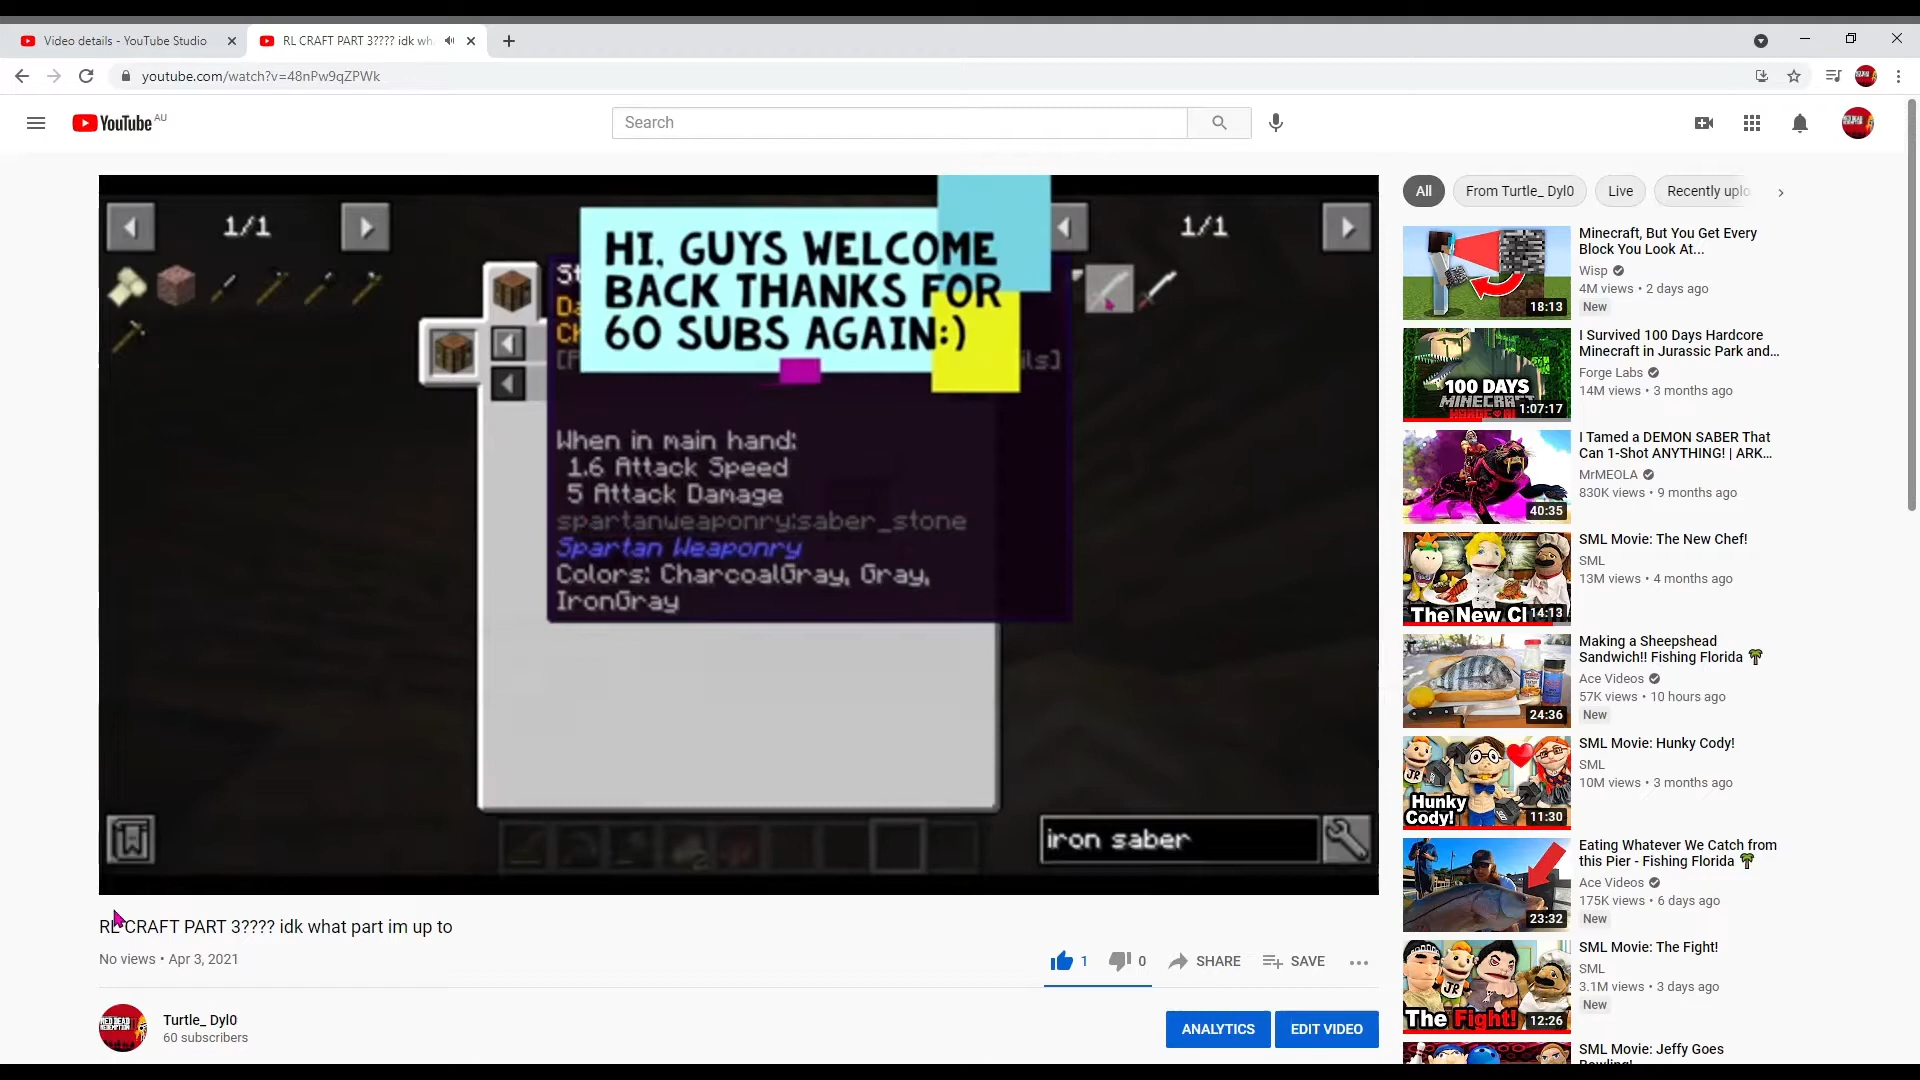 Video details - YouTube Studio
RL CRAFT PART 3???? idk wh
youtube.com/watch?v=48nPw9qZPWk
YouTube AU
Search
1/1
1/1
HI, GUYS WELCOME
BACK THANKS FOR
60 SUBS AGAIN:)
When in main hand:
1.6 Attack Speed
5 Attack Damage
spartanweaponry:saber_stone
Spartan Weaponry
Colors: CharcoalGray, Gray,
IronGray
iron saber
RL CRAFT PART 3???? idk what part im up to
No views • Apr 3, 2021
1
0
SHARE
SAVE
Turtle_ Dyl0
60 subscribers
ANALYTICS
EDIT VIDEO
All
From Turtle_ Dyl0
Live
Recently uplo
18:13
Minecraft, But You Get Every
Block You Look At...
Wisp
4M views • 2 days ago
New
100 DAYS
MINECRAFT
1:07:17
I Survived 100 Days Hardcore
Minecraft in Jurassic Park and...
Forge Labs
14M views • 3 months ago
40:35
I Tamed a DEMON SABER That
Can 1-Shot ANYTHING! | ARK...
MrMEOLA
830K views • 9 months ago
The New C
14:13
SML Movie: The New Chef!
SML
13M views • 4 months ago
24:36
Making a Sheepshead
Sandwich!! Fishing Florida 🌴
Ace Videos
57K views • 10 hours ago
New
JR
Hunky
Cody!
11:30
SML Movie: Hunky Cody!
SML
10M views • 3 months ago
23:32
Eating Whatever We Catch from
this Pier - Fishing Florida 🌴
Ace Videos
175K views • 6 days ago
New
JR
The Fight!
12:26
SML Movie: The Fight!
SML
3.1M views • 3 days ago
New
SML Movie: Jeffy Goes